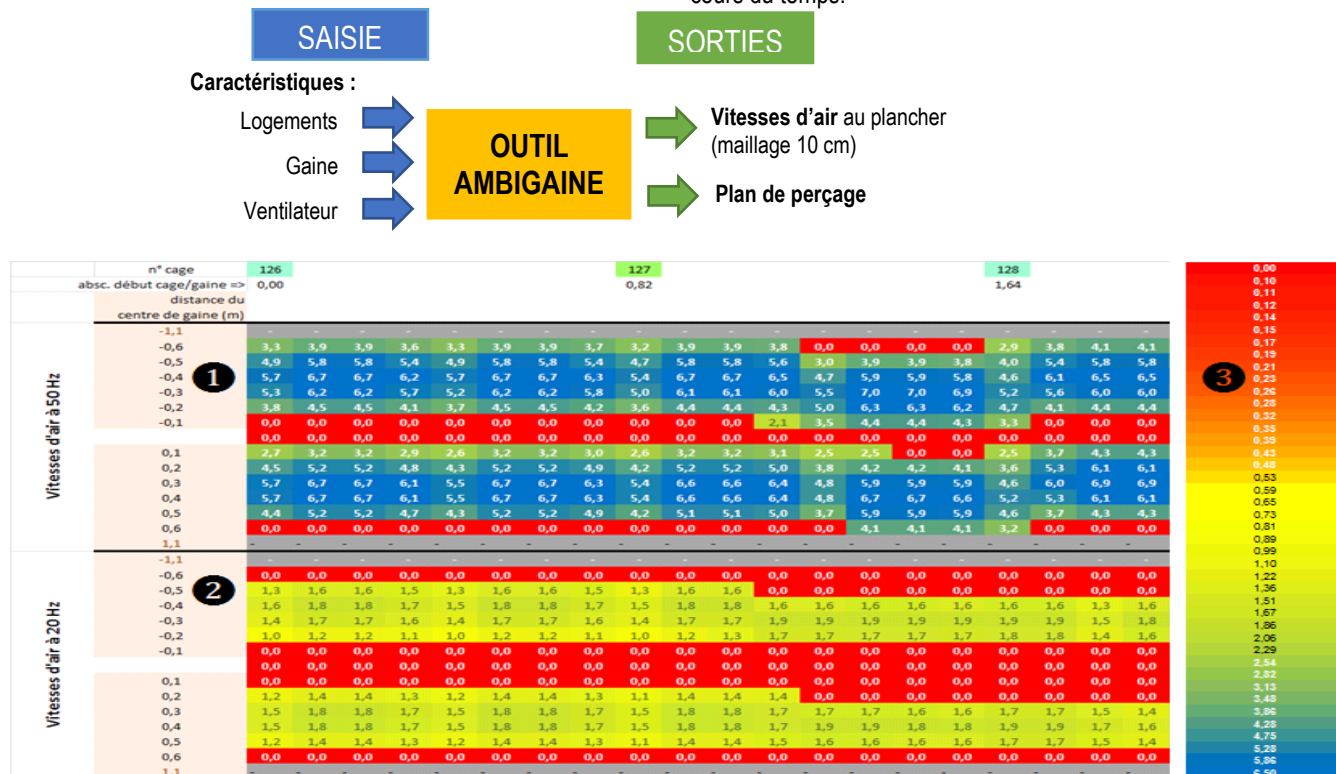 cours du temps.
SAISIE
SORTIES
Caractéristiques :
Logements
Gaine
Ventilateur
OUTIL
AMBIGAINE
Vitesses d'air au plancher
(maillage 10 cm)
Plan de perçage
n° cage 126 127 128
absc. début cage/gaine => 0,00 0,82 1,64
distance du
centre de gaine (m)
Vitesses d'air à 50 Hz
1
-1,1 - - - - - - - - - - - - - - - - - - - -
-0,6 3,3 3,9 3,9 3,6 3,3 3,9 3,9 3,7 3,2 3,9 3,9 3,8 0,0 0,0 0,0 0,0 2,9 3,8 4,1 4,1
-0,5 4,9 5,8 5,8 5,4 4,9 5,8 5,8 5,4 4,7 5,8 5,8 5,6 3,0 3,9 3,9 3,8 4,0 5,4 5,8 5,8
-0,4 5,7 6,7 6,7 6,2 5,7 6,7 6,7 6,3 5,4 6,7 6,7 6,5 4,7 5,9 5,9 5,8 4,6 6,1 6,5 6,5
-0,3 5,3 6,2 6,2 5,7 5,2 6,2 6,2 5,8 5,0 6,1 6,1 6,0 5,5 7,0 7,0 6,9 5,2 5,6 6,0 6,0
-0,2 3,8 4,5 4,5 4,1 3,7 4,5 4,5 4,2 3,6 4,4 4,4 4,3 5,0 6,3 6,3 6,2 4,7 4,1 4,4 4,4
-0,1 0,0 0,0 0,0 0,0 0,0 0,0 0,0 0,0 0,0 0,0 0,0 2,1 3,5 4,4 4,4 4,3 3,3 0,0 0,0 0,0
0,0 0,0 0,0 0,0 0,0 0,0 0,0 0,0 0,0 0,0 0,0 0,0 0,0 0,0 0,0 0,0 0,0 0,0 0,0 0,0
0,1 2,7 3,2 3,2 2,9 2,6 3,2 3,2 3,0 2,6 3,2 3,2 3,1 2,5 2,5 0,0 0,0 2,5 3,7 4,3 4,3
0,2 4,5 5,2 5,2 4,8 4,3 5,2 5,2 4,9 4,2 5,2 5,2 5,0 3,8 4,2 4,2 4,1 3,6 5,3 6,1 6,1
0,3 5,7 6,7 6,7 6,1 5,5 6,7 6,7 6,3 5,4 6,6 6,6 6,4 4,8 5,9 5,9 5,9 4,6 6,0 6,9 6,9
0,4 5,7 6,7 6,7 6,1 5,5 6,7 6,7 6,3 5,4 6,6 6,6 6,4 4,8 6,7 6,7 6,6 5,2 5,3 6,1 6,1
0,5 4,4 5,2 5,2 4,7 4,3 5,2 5,2 4,9 4,2 5,1 5,1 5,0 3,7 5,9 5,9 5,9 4,6 3,7 4,3 4,3
0,6 0,0 0,0 0,0 0,0 0,0 0,0 0,0 0,0 0,0 0,0 0,0 0,0 0,0 4,1 4,1 4,1 3,2 0,0 0,0 0,0
1,1 - - - - - - - - - - - - - - - - - - - -
Vitesses d'air à 20 Hz
2
-1,1 - - - - - - - - - - - - - - - - - - - -
-0,6 0,0 0,0 0,0 0,0 0,0 0,0 0,0 0,0 0,0 0,0 0,0 0,0 0,0 0,0 0,0 0,0 0,0 0,0 0,0 0,0
-0,5 1,3 1,6 1,6 1,5 1,3 1,6 1,6 1,5 1,3 1,6 1,6 0,0 0,0 0,0 0,0 0,0 0,0 0,0 0,0 0,0
-0,4 1,6 1,8 1,8 1,7 1,5 1,8 1,8 1,7 1,5 1,8 1,8 1,6 1,6 1,6 1,6 1,6 1,6 1,6 1,3 1,6
-0,3 1,4 1,7 1,7 1,6 1,4 1,7 1,7 1,6 1,4 1,7 1,7 1,9 1,9 1,9 1,9 1,9 1,9 1,9 1,5 1,8
-0,2 1,0 1,2 1,2 1,1 1,0 1,2 1,2 1,1 1,0 1,2 1,3 1,7 1,7 1,7 1,7 1,7 1,8 1,8 1,4 1,6
-0,1 0,0 0,0 0,0 0,0 0,0 0,0 0,0 0,0 0,0 0,0 0,0 0,0 0,0 0,0 0,0 0,0 0,0 0,0 0,0 0,0
0,0 0,0 0,0 0,0 0,0 0,0 0,0 0,0 0,0 0,0 0,0 0,0 0,0 0,0 0,0 0,0 0,0 0,0 0,0 0,0
0,1 0,0 0,0 0,0 0,0 0,0 0,0 0,0 0,0 0,0 0,0 0,0 0,0 0,0 0,0 0,0 0,0 0,0 0,0 0,0 0,0
0,2 1,2 1,4 1,4 1,3 1,2 1,4 1,4 1,3 1,1 1,4 1,4 1,4 0,0 0,0 0,0 0,0 0,0 0,0 0,0 0,0
0,3 1,5 1,8 1,8 1,7 1,5 1,8 1,8 1,7 1,5 1,8 1,8 1,7 1,7 1,7 1,6 1,6 1,7 1,7 1,5 1,4
0,4 1,5 1,8 1,8 1,7 1,5 1,8 1,8 1,7 1,5 1,8 1,8 1,7 1,9 1,9 1,8 1,8 1,9 1,9 1,7 1,6
0,5 1,2 1,4 1,4 1,3 1,2 1,4 1,4 1,3 1,1 1,4 1,4 1,5 1,6 1,6 1,6 1,6 1,7 1,7 1,5 1,4
0,6 0,0 0,0 0,0 0,0 0,0 0,0 0,0 0,0 0,0 0,0 0,0 0,0 0,0 0,0 0,0 0,0 0,0 0,0 0,0 0,0
1,1 - - - - - - - - - - - - - - - - - - - -
3
0,00
0,10
0,11
0,12
0,14
0,15
0,17
0,19
0,21
0,23
0,26
0,28
0,32
0,35
0,39
0,43
0,48
0,53
0,59
0,65
0,73
0,81
0,89
0,99
1,10
1,22
1,36
1,51
1,67
1,86
2,06
2,29
2,54
2,82
3,13
3,48
3,86
4,28
4,75
5,28
5,86
6,50